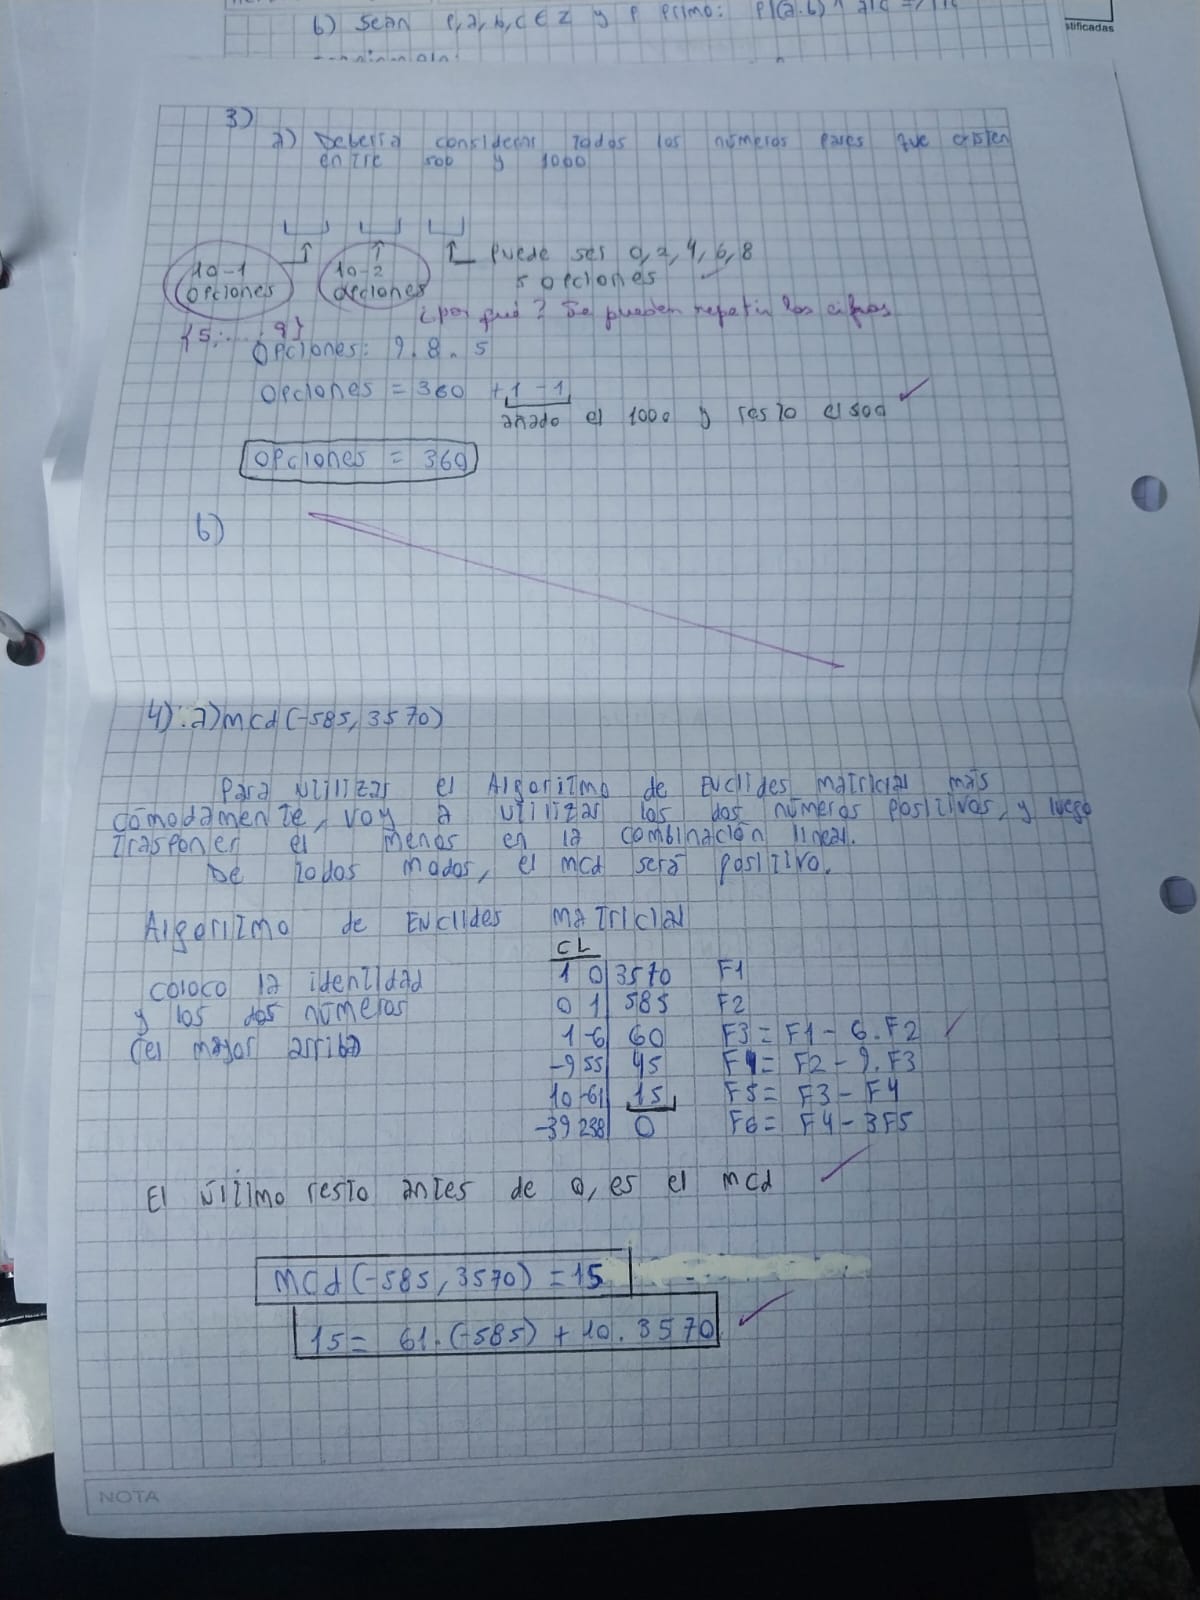 b) Sean p, a, b, c ∈ Z y p primo: p|(a.b) ∧ a|c =>
stificadas
3)
a) Debería considerar todos los números pares que existen
entre 500 y 1000
10-1
opciones
10-2
opciones
Puede ser 0, 2, 4, 6, 8
5 opciones
¿por qué? Se pueden repetir las cifras
{5, ..., 9}
Opciones: 9 . 8 . 5
Opciones = 360 + 1 - 1
añado el 1000 y resto el 500
Opciones = 360
b)
4) a) mcd (-585, 3570)
Para utilizar el Algoritmo de Euclides matricial más
cómodamente, voy a utilizar los dos números positivos, y luego
trasponer el menos en la combinación lineal.
De todos modos, el mcd será positivo.
Algoritmo de Euclides Matricial
CL
Coloco la identidad
y los dos números
(el mayor arriba
1 0 | 3570 F1
0 1 | 585 F2
1 -6 | 60 F3 = F1 - 6.F2
-9 55 | 45 F4 = F2 - 9.F3
10 -61 | 15 F5 = F3 - F4
-39 238 | 0 F6 = F4 - 3F5
El último resto antes de 0, es el mcd
mcd (-585, 3570) = 15
15 = 61.(-585) + 10. 3570
NOTA